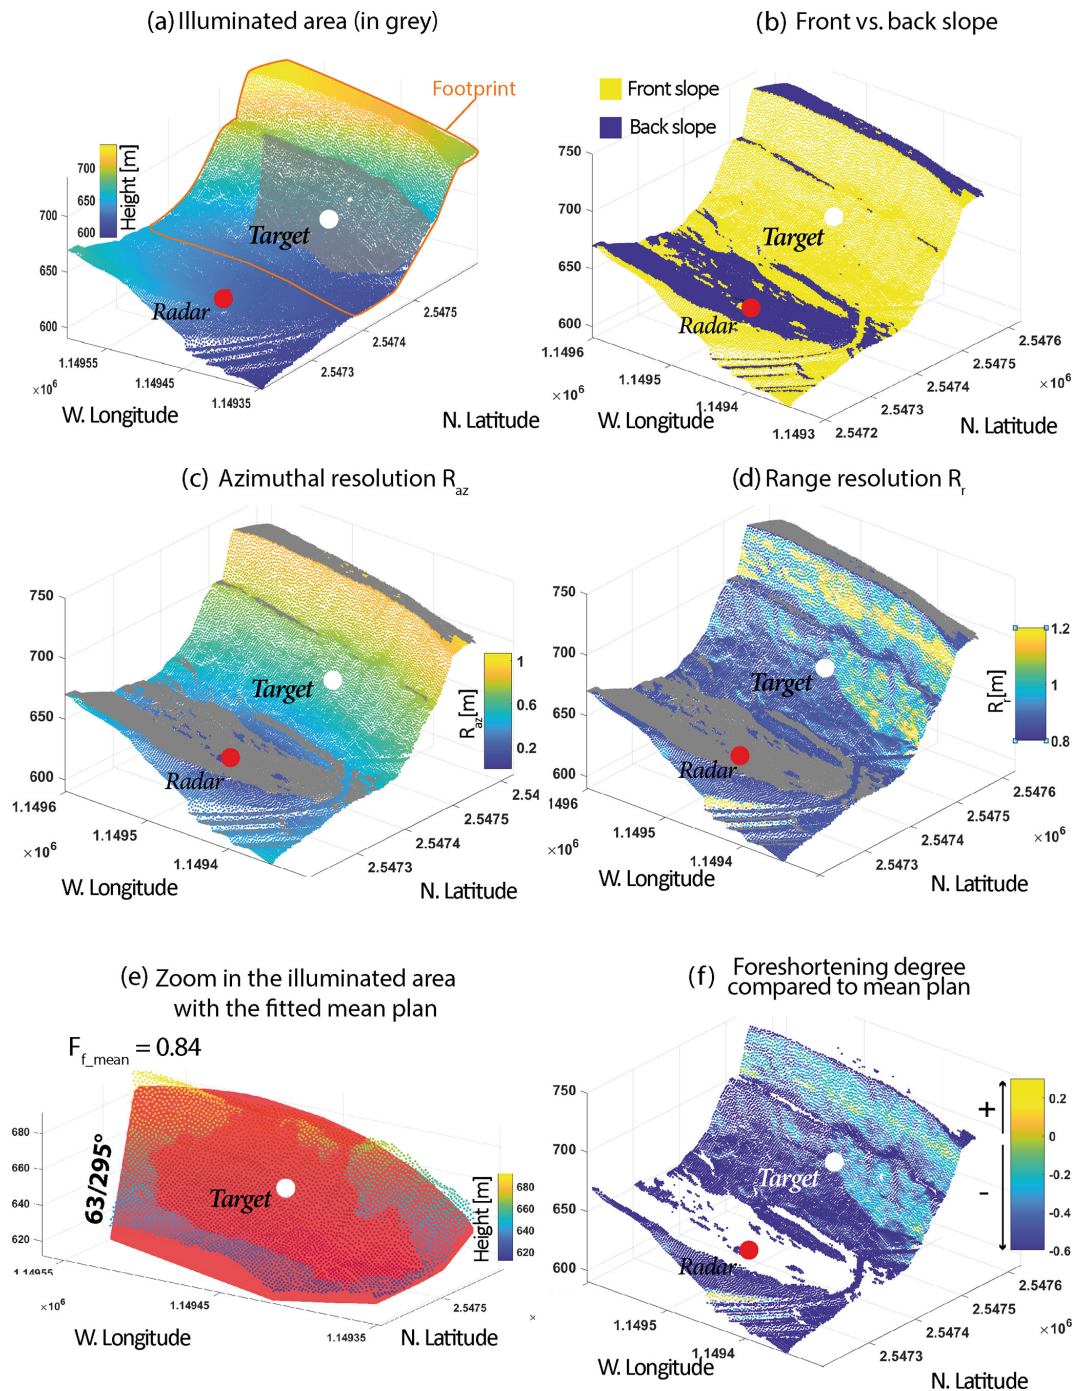 (a) Illuminated area (in grey)
Footprint
Height [m]
700
650
600
700
650
600
Target
Radar
1.14955
1.14945
1.14935
×10⁶
2.5473
2.5474
2.5475
W. Longitude
N. Latitude
(b) Front vs. back slope
Front slope
Back slope
750
700
650
600
Target
Radar
1.1496
1.1495
1.1494
1.1493
×10⁶
2.5472
2.5473
2.5474
2.5475
2.5476
×10⁶
W. Longitude
N. Latitude
(c) Azimuthal resolution R_az
750
700
650
600
Target
Radar
R_az[m]
1
0.6
0.2
1.1496
1.1495
1.1494
×10⁶
2.5473
2.5474
2.54
W. Longitude
N. Latitude
(d) Range resolution R_r
750
700
650
600
Target
Radar
R_r[m]
1.2
1
0.8
496
1.1495
1.1494
×10⁶
2.5473
2.5474
2.5475
2.5476
×10⁶
W. Longitude
N. Latitude
(e) Zoom in the illuminated area
with the fitted mean plan
F_f_mean = 0.84
680
660
640
620
63/295°
Target
Height [m]
680
660
640
620
1.14955
1.14945
1.14935
×10⁶
2.5475
×
W. Longitude
N. Latitude
(f) Foreshortening degree
compared to mean plan
750
700
650
600
Target
Radar
+
-
0.2
0
-0.2
-0.4
-0.6
1.1495
1.1494
×10⁶
2.5473
2.5474
2.5475
2.5476
×10⁶
W. Longitude
N. Latitude